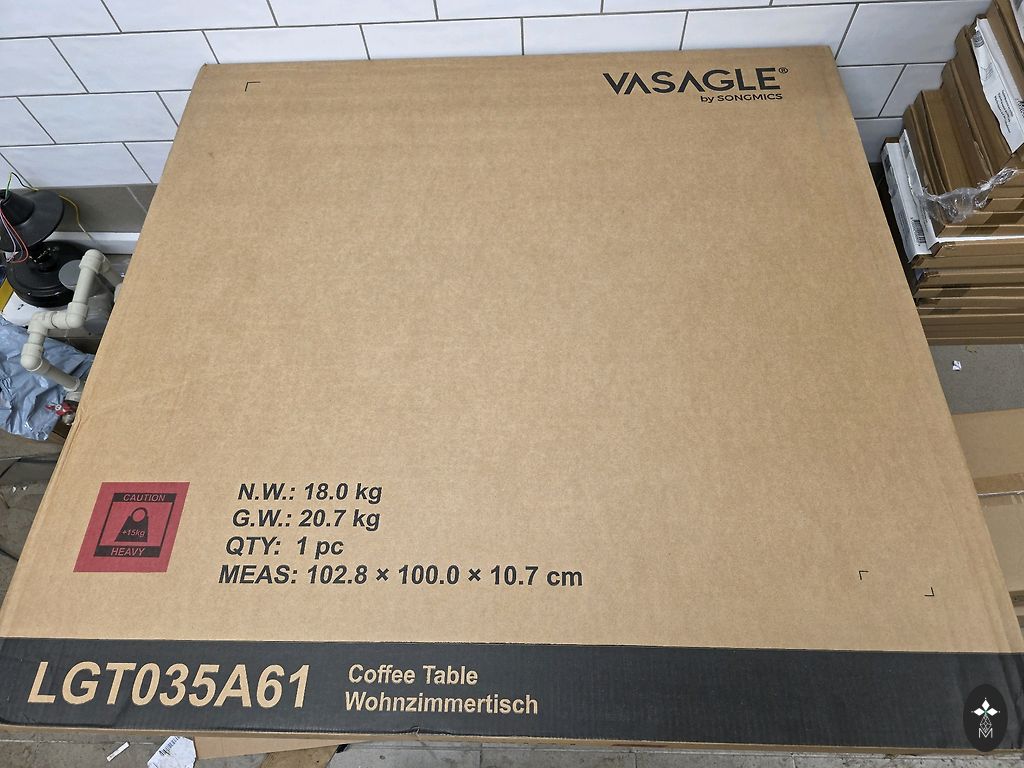 VASAGLE®
by SONGMICS
CAUTION
+15kg
HEAVY
N.W.: 18.0 kg
G.W.: 20.7 kg
QTY: 1 pc
MEAS: 102.8 × 100.0 × 10.7 cm
LGT035A61
Coffee Table
Wohnzimmertisch
M